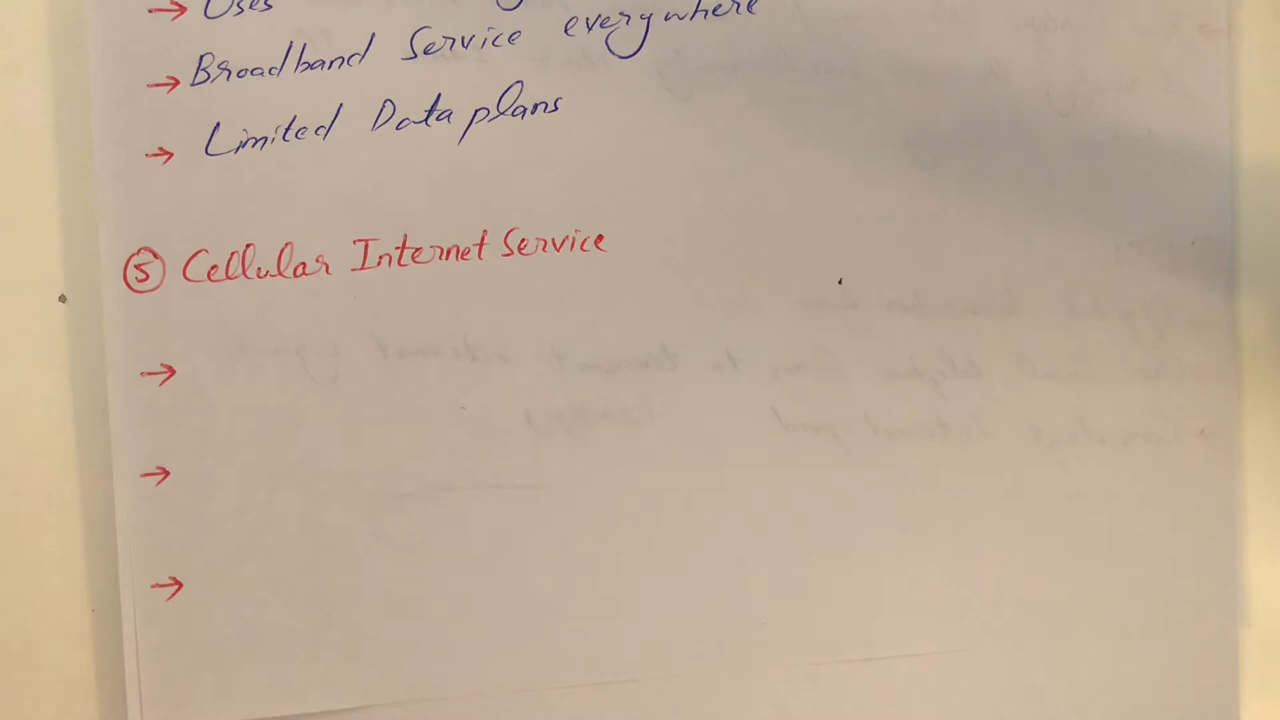 → Uses
→ Broadband Service everywhere
→ Limited Data plans
⑤ Cellular Internet Service
→
→
→